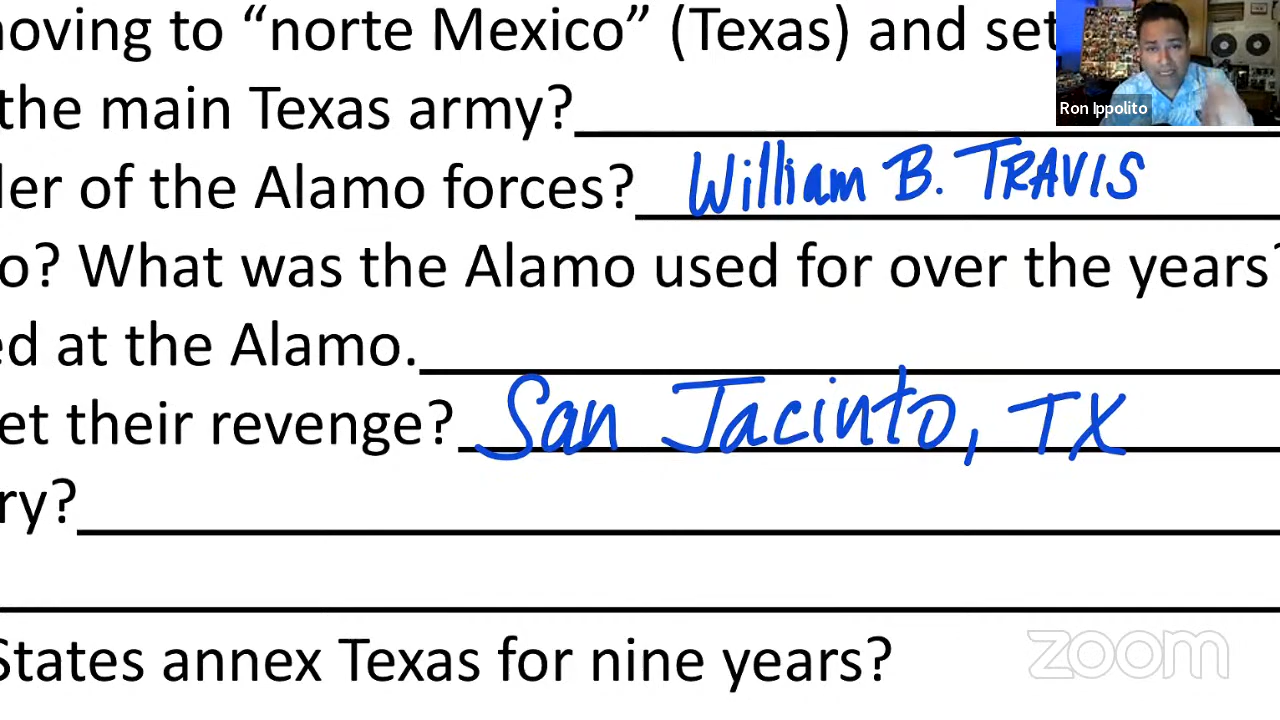 noving to “norte Mexico” (Texas) and set
Ron Ippolito
the main Texas army?
der of the Alamo forces? William B. TRAVIS
o? What was the Alamo used for over the years?
ed at the Alamo.
et their revenge? San Jacinto, TX
ry?
States annex Texas for nine years?
zoom